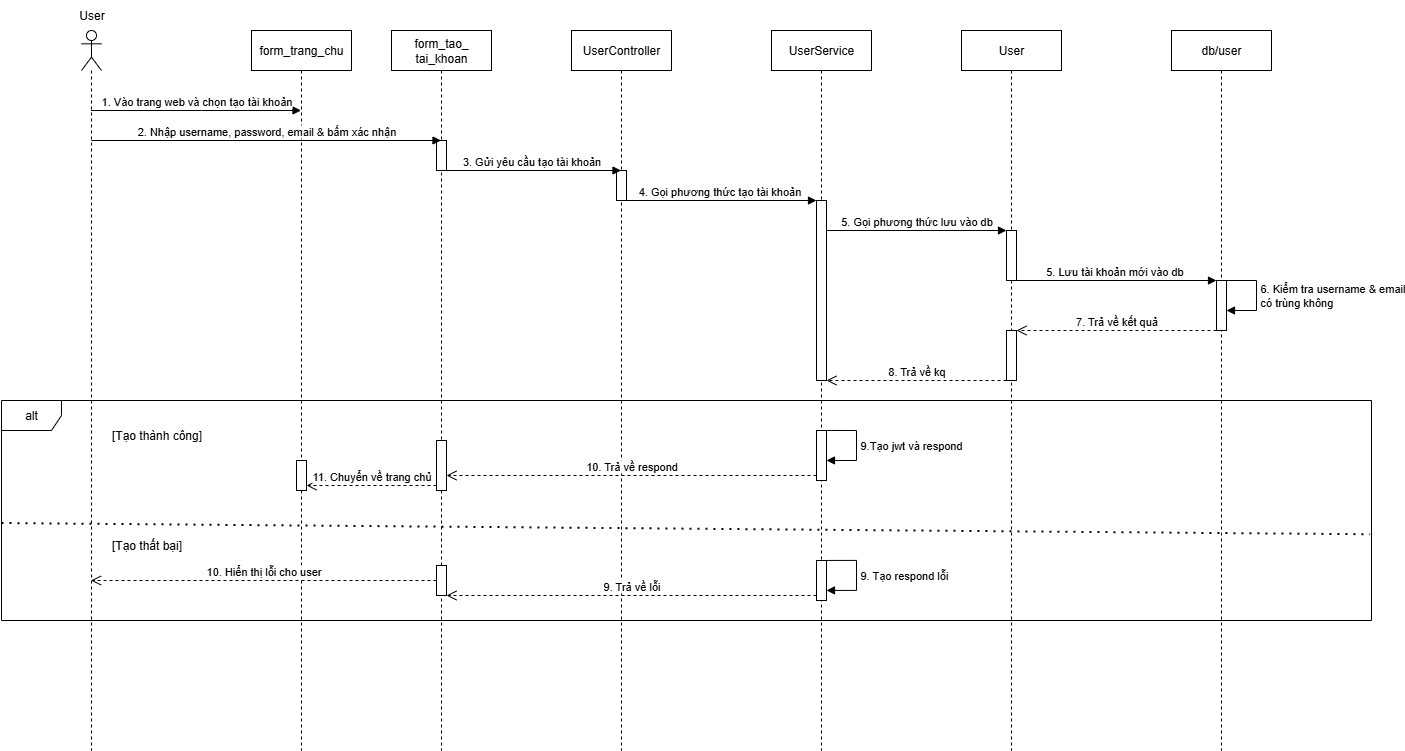 User
form_trang_chu
form_tao_
tai_khoan
UserController
UserService
User
db/user
1. Vào trang web và chọn tạo tài khoản
2. Nhập username, password, email & bấm xác nhận
3. Gửi yêu cầu tạo tài khoản
4. Gọi phương thức tạo tài khoản
5. Gọi phương thức lưu vào db
5. Lưu tài khoản mới vào db
6. Kiểm tra username & email
có trùng không
7. Trả về kết quả
8. Trả về kq
alt
[Tạo thành công]
9.Tạo jwt và respond
10. Trả về respond
11. Chuyển về trang chủ
[Tạo thất bại]
10. Hiển thị lỗi cho user
9. Tạo respond lỗi
9. Trả về lỗi